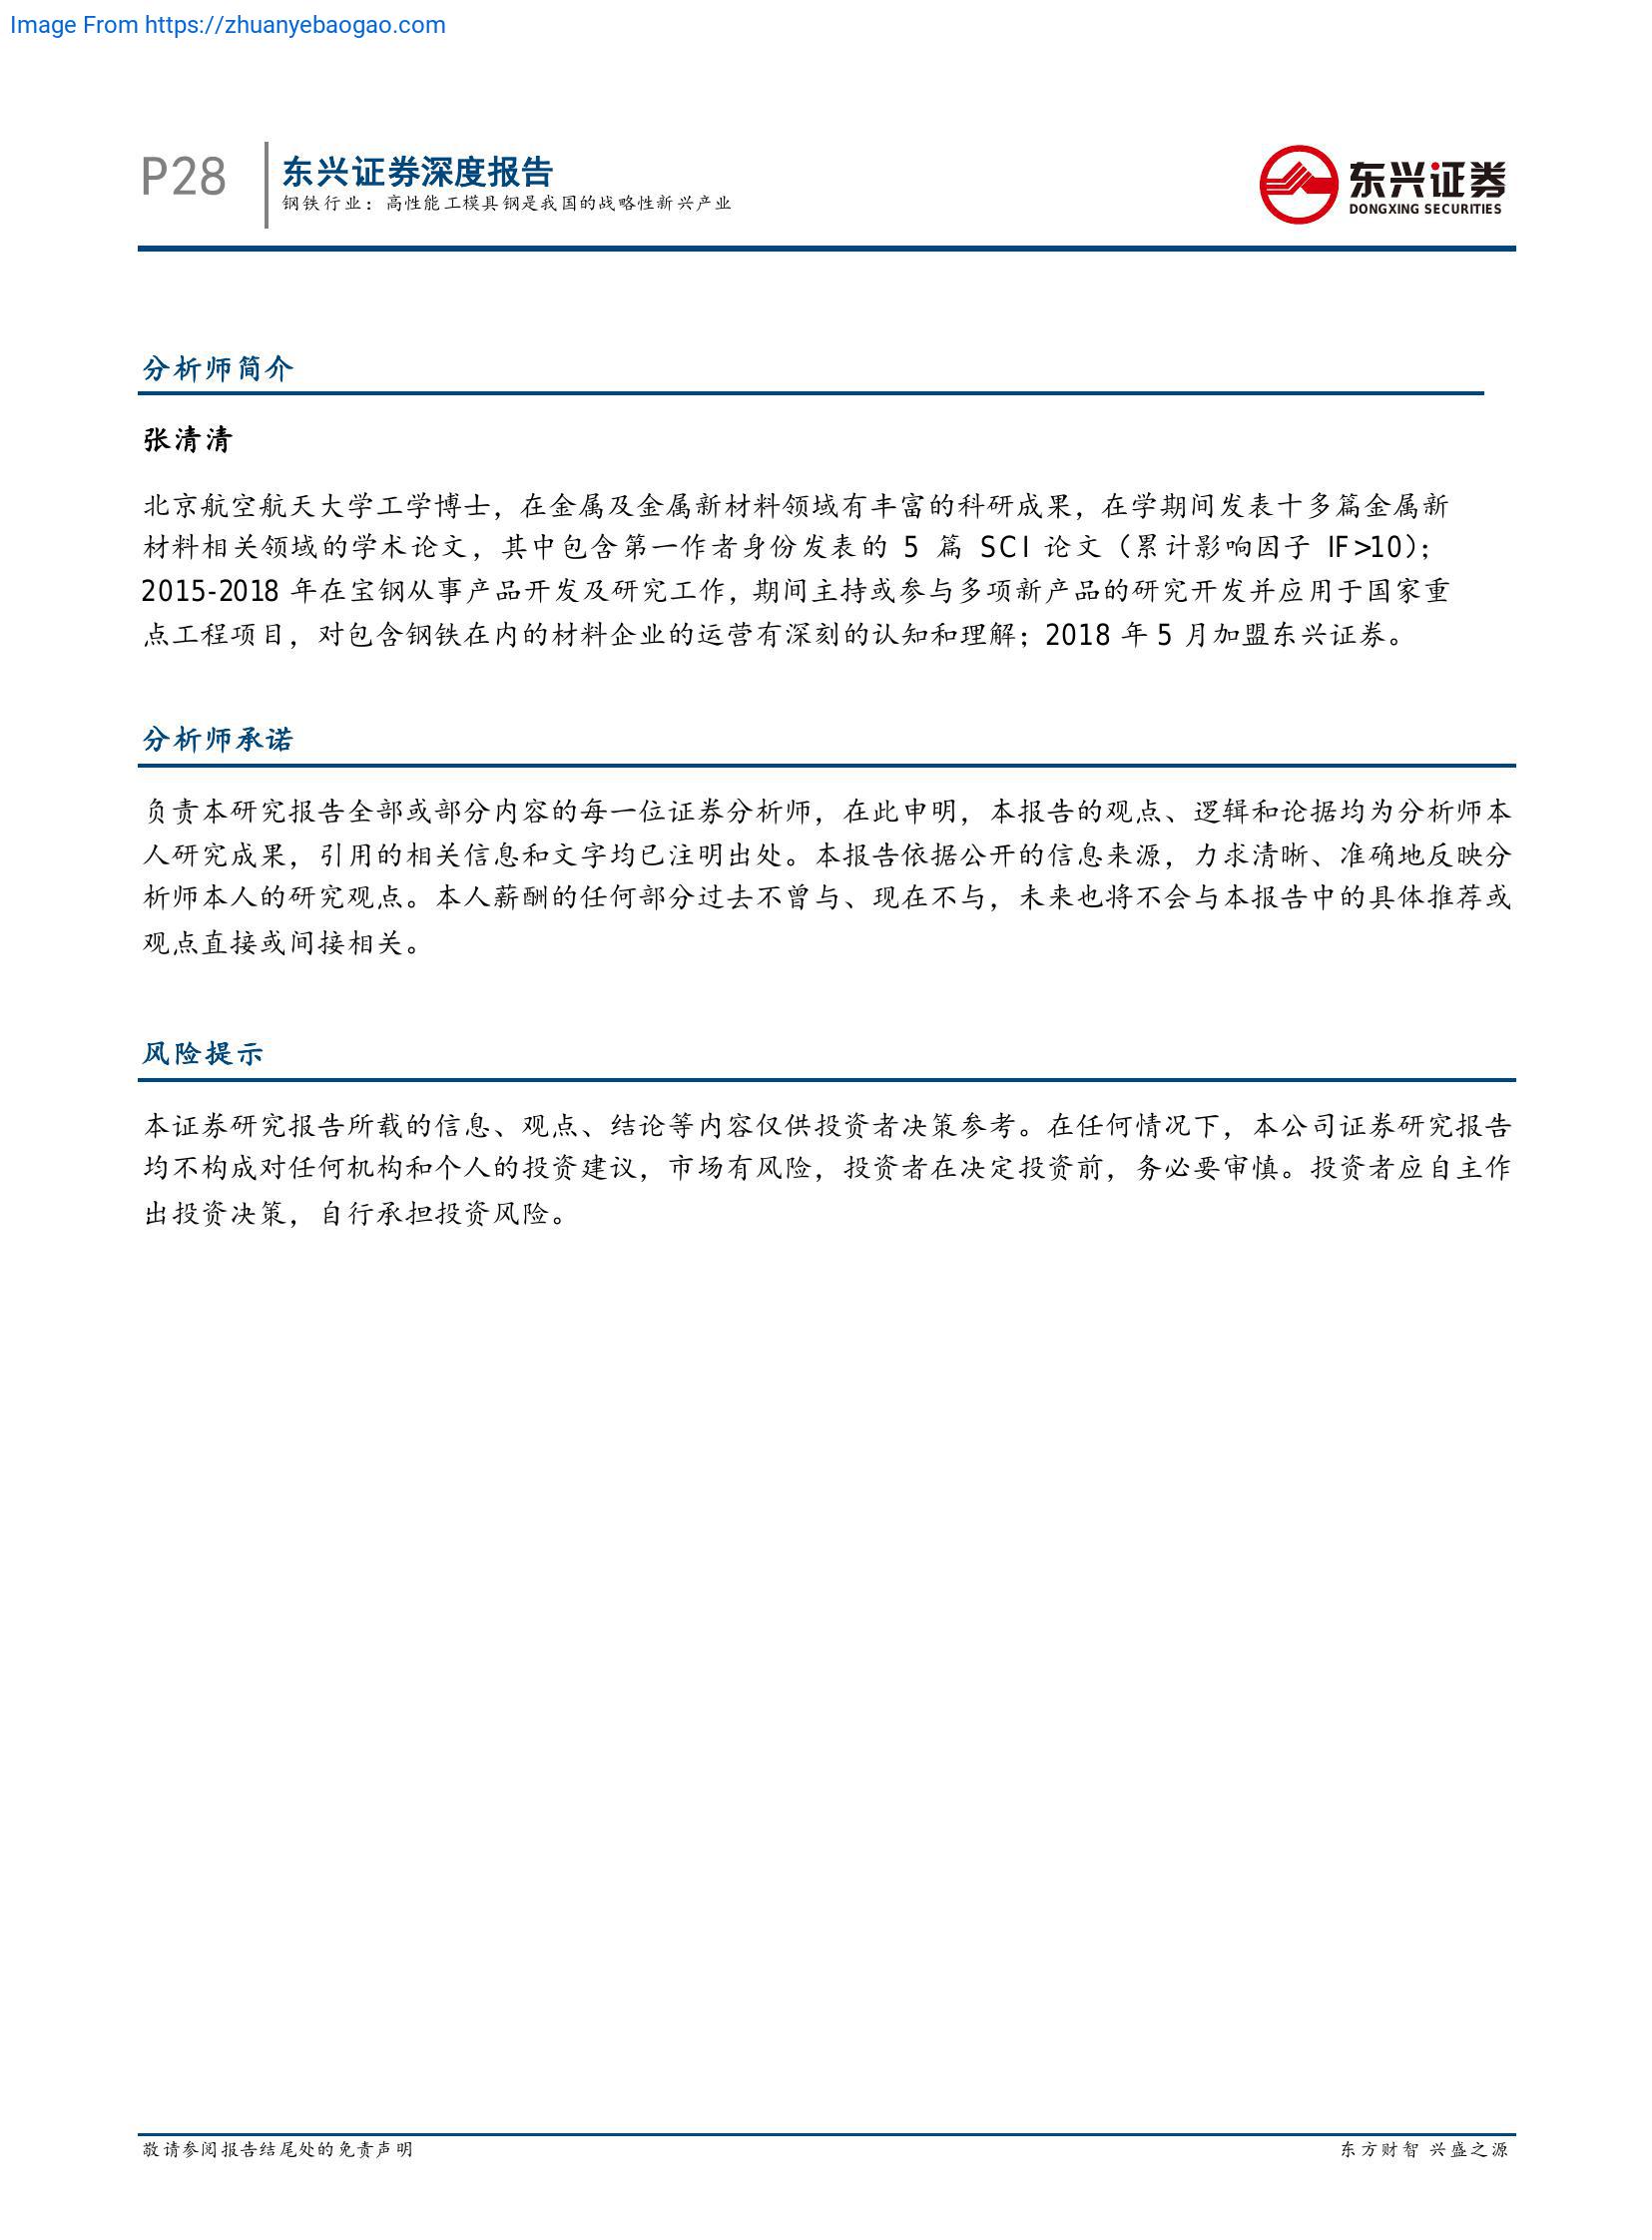 Image From https://zhuanyebaogao.com
P28
东兴证券深度报告
钢铁行业：高性能工模具钢是我国的战略性新兴产业
东兴证券
DONGXING SECURITIES
分析师简介
张清清
北京航空航天大学工学博士，在金属及金属新材料领域有丰富的科研成果，在学期间发表十多篇金属新
材料相关领域的学术论文，其中包含第一作者身份发表的 5 篇 SCI 论文（累计影响因子 IF>10）；
2015-2018 年在宝钢从事产品开发及研究工作，期间主持或参与多项新产品的研究开发并应用于国家重
点工程项目，对包含钢铁在内的材料企业的运营有深刻的认知和理解；2018 年 5 月加盟东兴证券。
分析师承诺
负责本研究报告全部或部分内容的每一位证券分析师，在此申明，本报告的观点、逻辑和论据均为分析师本
人研究成果，引用的相关信息和文字均已注明出处。本报告依据公开的信息来源，力求清晰、准确地反映分
析师本人的研究观点。本人薪酬的任何部分过去不曾与、现在不与，未来也将不会与本报告中的具体推荐或
观点直接或间接相关。
风险提示
本证券研究报告所载的信息、观点、结论等内容仅供投资者决策参考。在任何情况下，本公司证券研究报告
均不构成对任何机构和个人的投资建议，市场有风险，投资者在决定投资前，务必要审慎。投资者应自主作
出投资决策，自行承担投资风险。
敬请参阅报告结尾处的免责声明
东方财智 兴盛之源